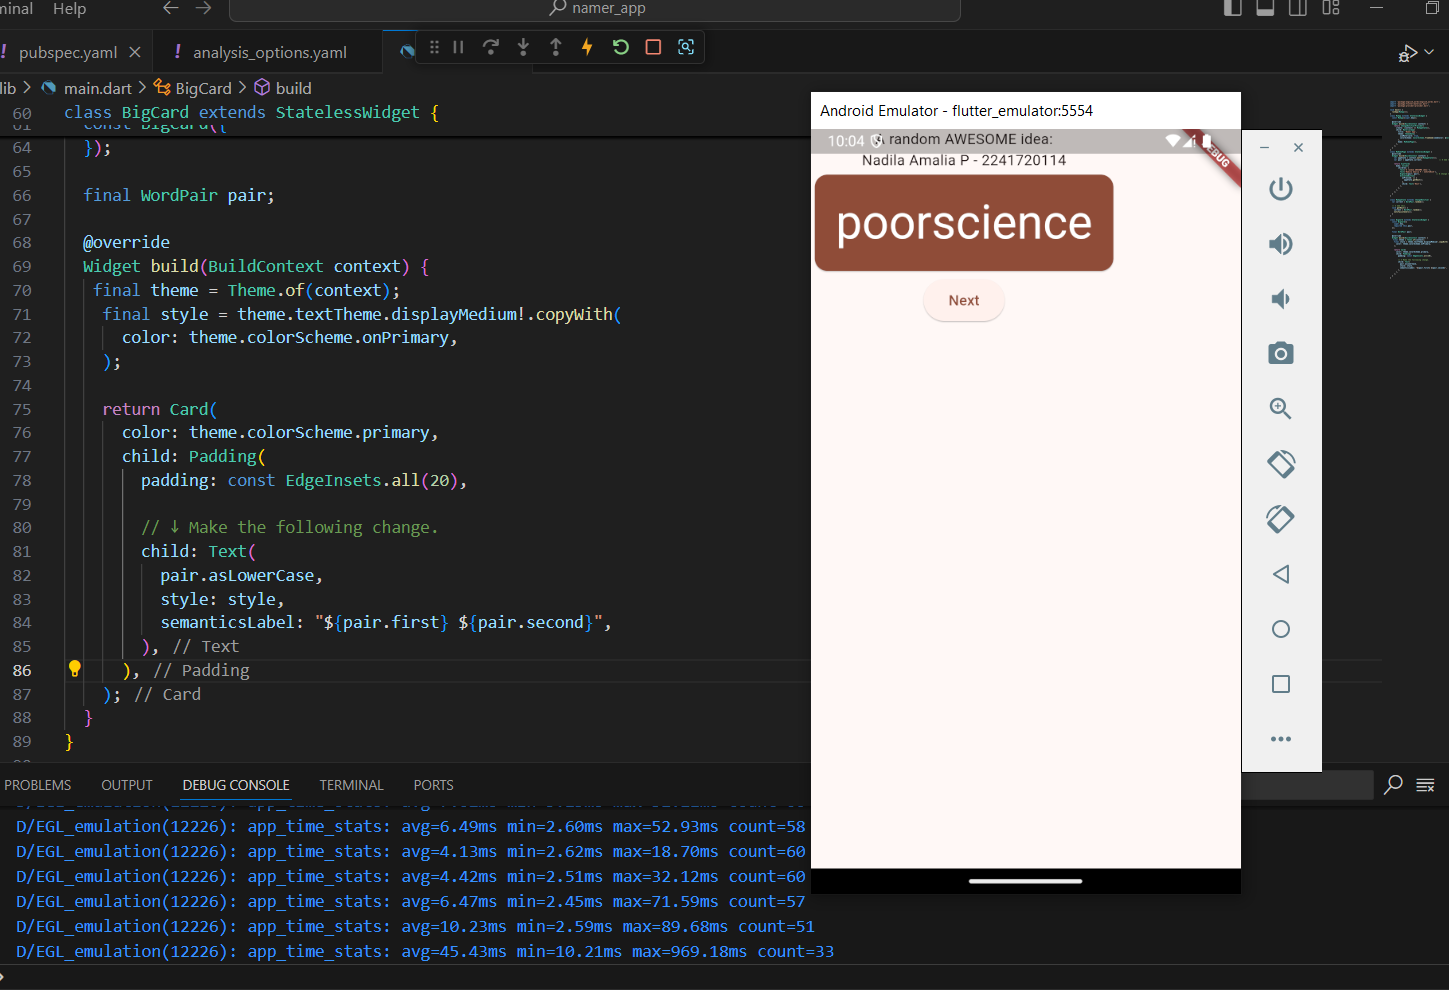 minal Help
namer_app
pubspec.yaml
analysis_options.yaml
lib > main.dart > BigCard > build
60 class BigCard extends StatelessWidget {
61 const BigCard({
64 });
65
66 final WordPair pair;
67
68 @override
69 Widget build(BuildContext context) {
70 final theme = Theme.of(context);
71 final style = theme.textTheme.displayMedium!.copyWith(
72 color: theme.colorScheme.onPrimary,
73 );
74
75 return Card(
76 color: theme.colorScheme.primary,
77 child: Padding(
78 padding: const EdgeInsets.all(20),
79
80 // ↓ Make the following change.
81 child: Text(
82 pair.asLowerCase,
83 style: style,
84 semanticsLabel: "${pair.first} ${pair.second}",
85 ), // Text
86 ), // Padding
87 ); // Card
88 }
89 }
Android Emulator - flutter_emulator:5554
10:04
random AWESOME idea:
Nadila Amalia P - 2241720114
poorscience
Next
PROBLEMS OUTPUT DEBUG CONSOLE TERMINAL PORTS
D/EGL_emulation(12226): app_time_stats: avg=6.49ms min=2.60ms max=52.93ms count=58
D/EGL_emulation(12226): app_time_stats: avg=4.13ms min=2.62ms max=18.70ms count=60
D/EGL_emulation(12226): app_time_stats: avg=4.42ms min=2.51ms max=32.12ms count=60
D/EGL_emulation(12226): app_time_stats: avg=6.47ms min=2.45ms max=71.59ms count=57
D/EGL_emulation(12226): app_time_stats: avg=10.23ms min=2.59ms max=89.68ms count=51
D/EGL_emulation(12226): app_time_stats: avg=45.43ms min=10.21ms max=969.18ms count=33